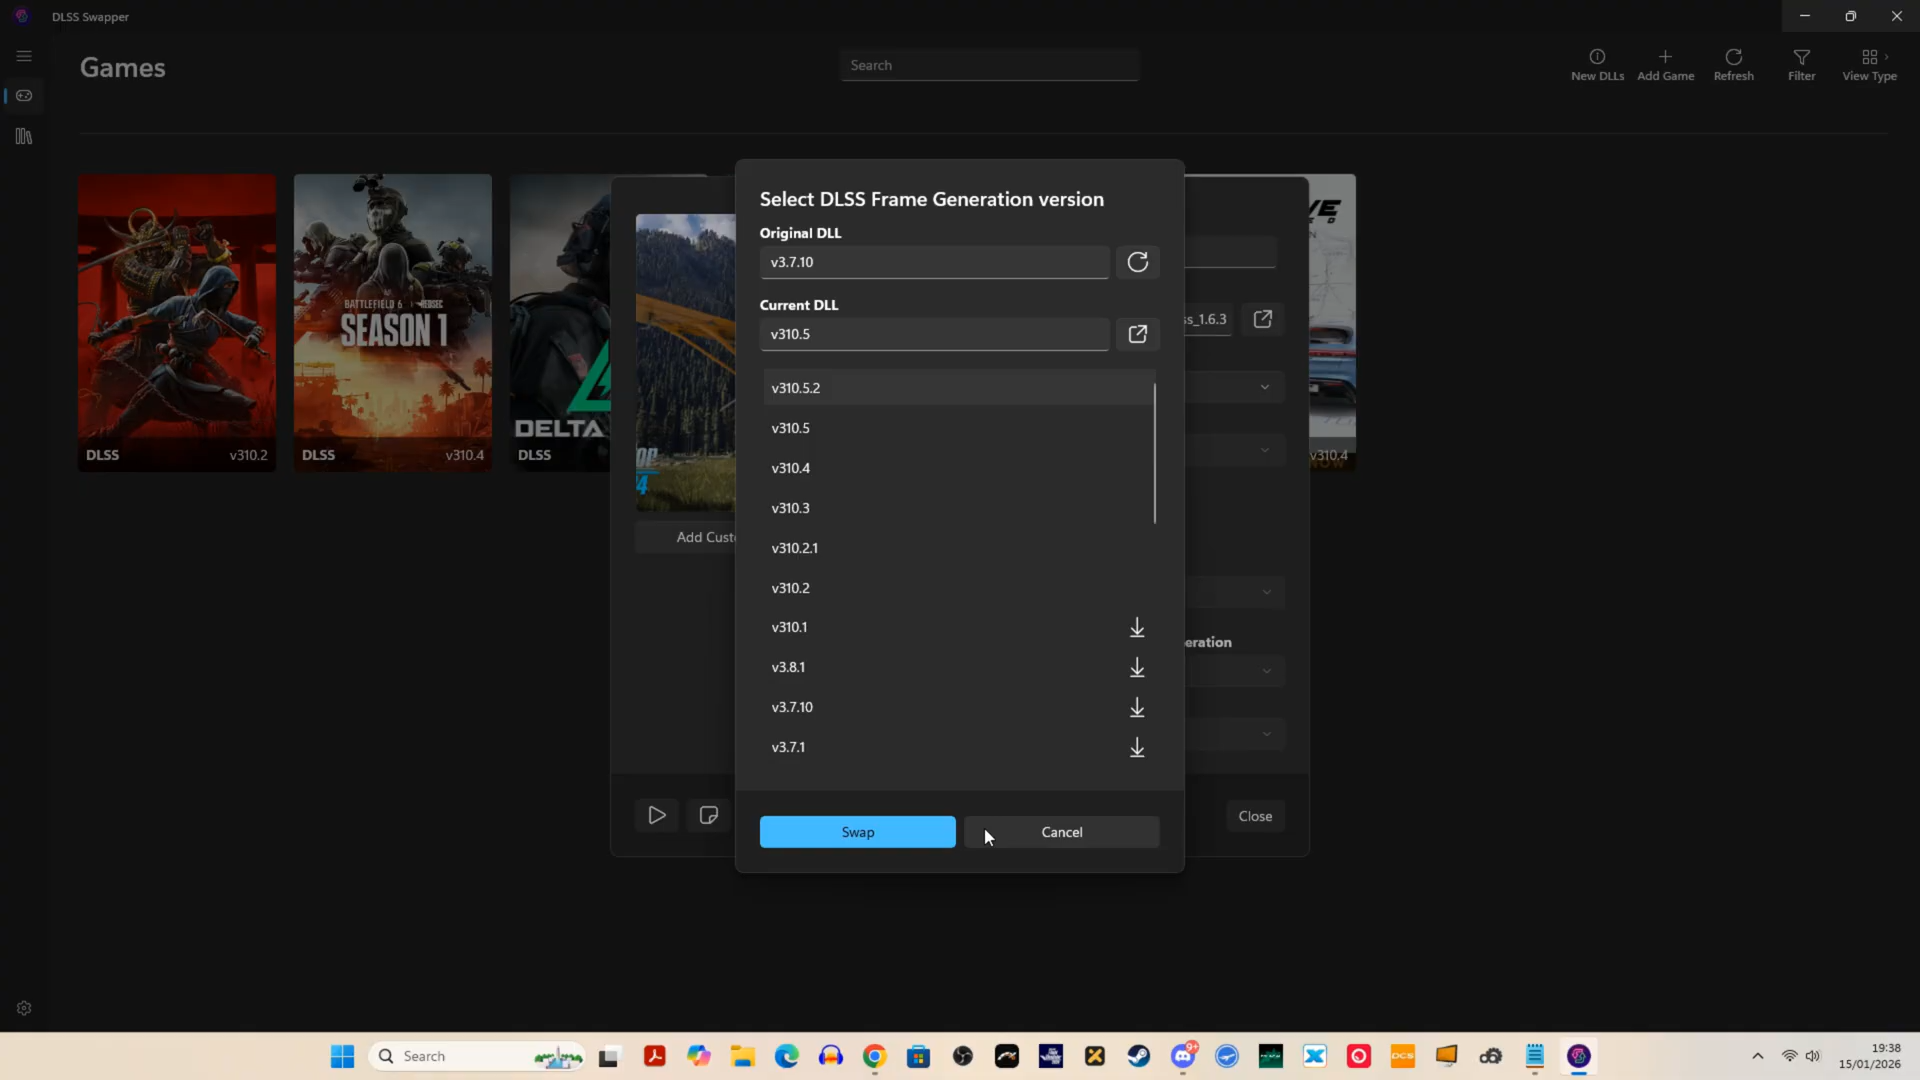 DLSS Swapper
Games
Search
New DLLs
Add Game
Refresh
Filter
View Type
BATTLEFIELD 6
REDSEC
SEASON 1
DELTA
DLSS v310.2
DLSS v310.4
DLSS
v310.4
Add Cust
ss_1.6.3
eration
Close
Select DLSS Frame Generation version
Original DLL
v3.7.10
Current DLL
v310.5
v310.5.2
v310.5
v310.4
v310.3
v310.2.1
v310.2
v310.1
v3.8.1
v3.7.10
v3.7.1
Swap
Cancel
Search
9+
DCS
19:38
15/01/2026